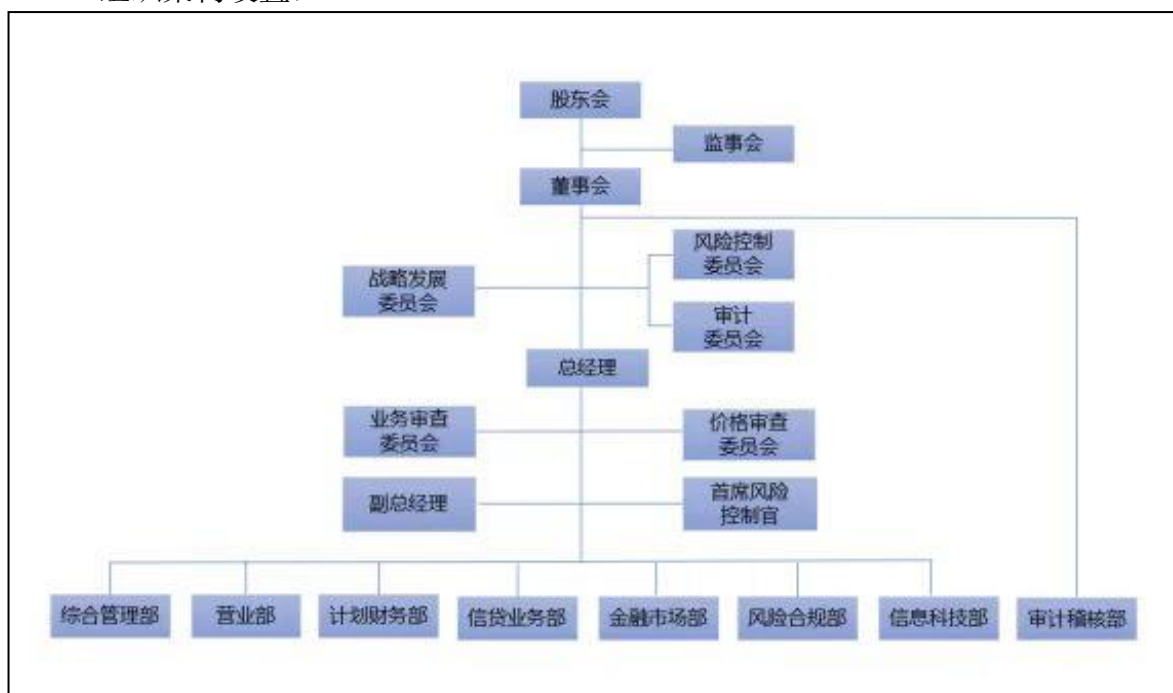 股东会
监事会
董事会
风险控制
委员会
战略发展
委员会
审计
委员会
总经理
业务审查
委员会
价格审查
委员会
副总经理
首席风险
控制官
综合管理部
营业部
计划财务部
信贷业务部
金融市场部
风险合规部
信息科技部
审计稽核部